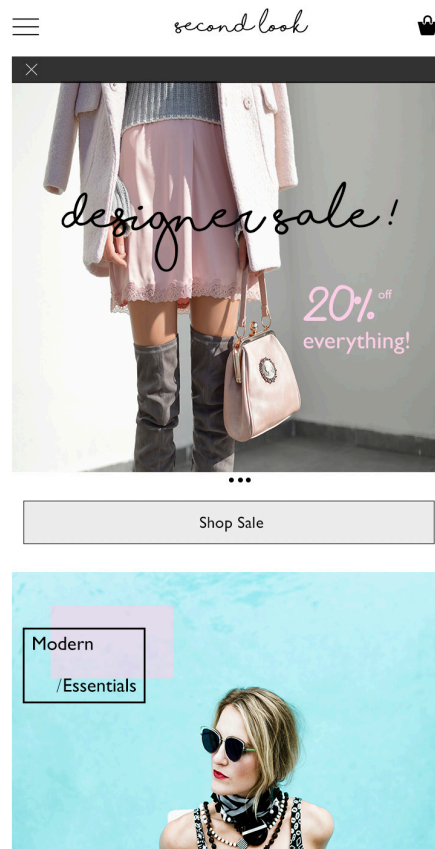 second look
designer sale!
20% off
everything!
Shop Sale
Modern
/Essentials